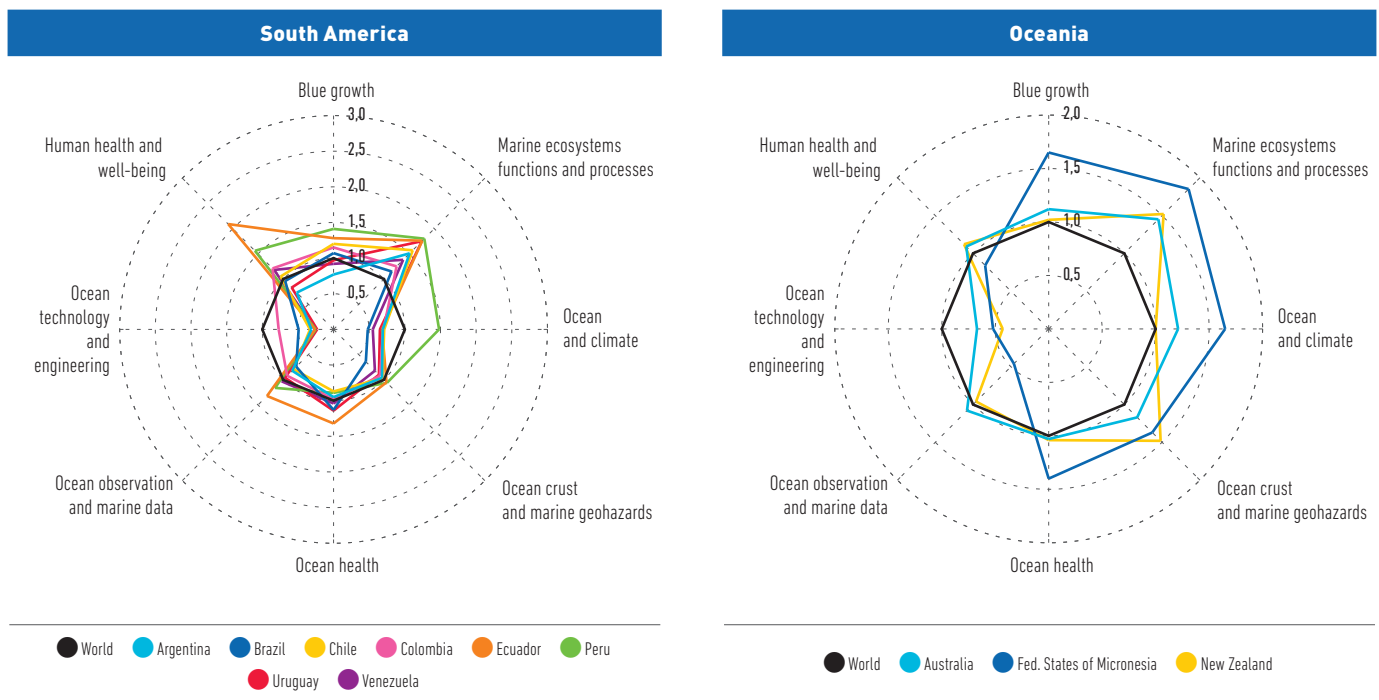 South America
Blue growth
3,0
2,5
2,0
1,5
1,0
0,5
Human health and
well-being
Marine ecosystems
functions and processes
Ocean
technology
and
engineering
Ocean
and climate
Ocean observation
and marine data
Ocean crust
and marine geohazards
Ocean health
World Argentina Brazil Chile Colombia Ecuador Peru
Uruguay Venezuela
Oceania
Blue growth
2,0
1,5
1,0
0,5
Human health and
well-being
Marine ecosystems
functions and processes
Ocean
technology
and
engineering
Ocean
and climate
Ocean observation
and marine data
Ocean crust
and marine geohazards
Ocean health
World Australia Fed. States of Micronesia New Zealand